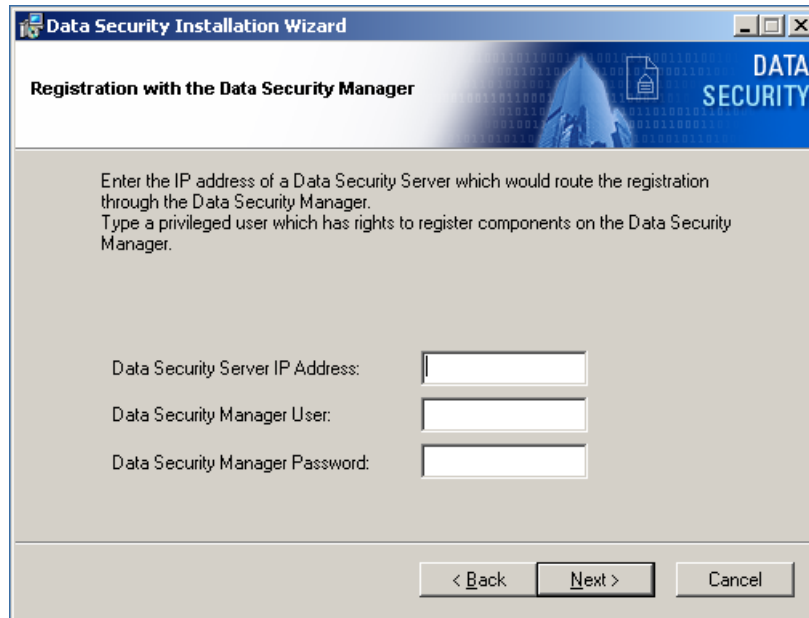 Data Security Installation Wizard
Registration with the Data Security Manager
DATA
SECURITY
Enter the IP address of a Data Security Server which would route the registration
through the Data Security Manager.
Type a privileged user which has rights to register components on the Data Security
Manager.
Data Security Server IP Address:
Data Security Manager User:
Data Security Manager Password:
< Back
Next >
Cancel